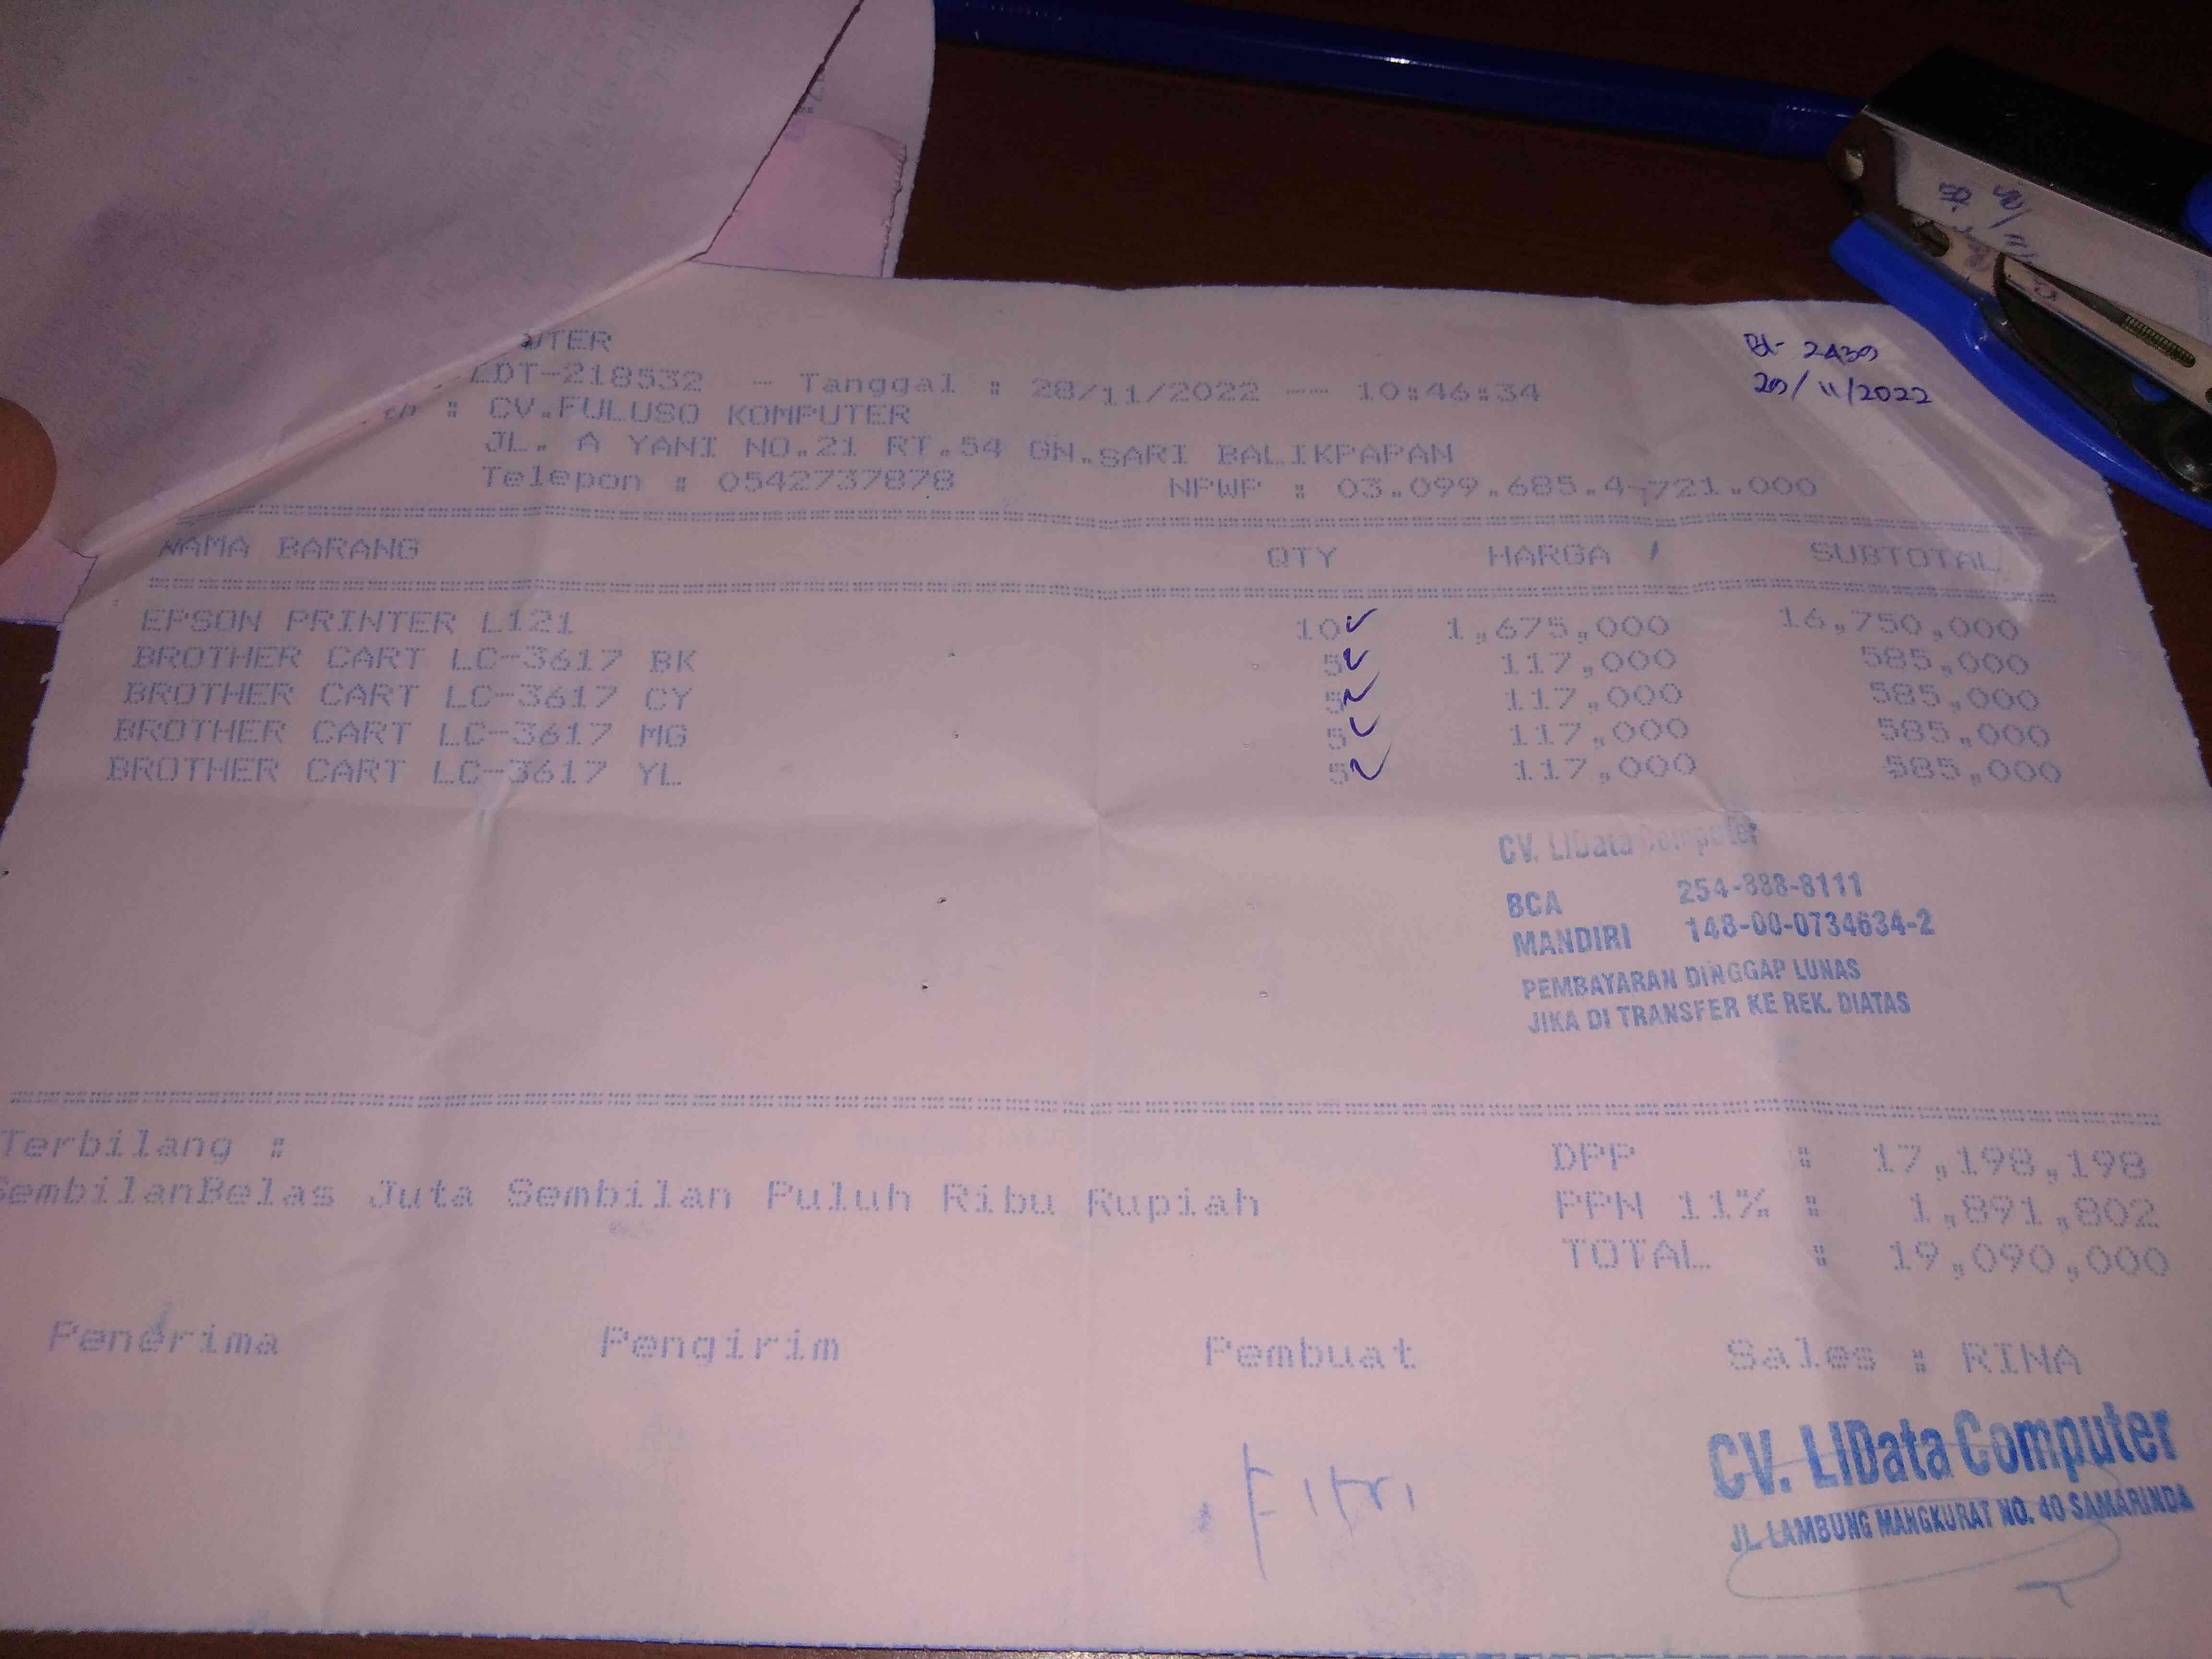 UTER
LDT-218532 - Tanggal : 28/11/2022 -- 10:46:34
: CV.FULUSO KOMPUTER
JL. A YANI NO.21 RT.54 GN.SARI BALIKPAPAN
Telepon : 0542737878 NPWP : 03.099.685.4-721.000
2439
/11/2022
NAMA BARANG QTY HARGA SUBTOTAL
EPSON PRINTER L121 10 1,675,000 16,750,000
BROTHER CART LC-3617 BK 5 117,000 585,000
BROTHER CART LC-3617 CY 5 117,000 585,000
BROTHER CART LC-3617 MG 5 117,000 585,000
BROTHER CART LC-3617 YL 5 117,000 585,000
CV. LIData Computer
BCA 254-888-8111
MANDIRI 148-00-0734634-2
PEMBAYARAN DINGGAP LUNAS
JIKA DI TRANSFER KE REK. DIATAS
Terbilang :
SembilanBelas Juta Sembilan Puluh Ribu Rupiah
DPP : 17,198,198
PPN 11% : 1,891,802
TOTAL : 19,090,000
Penerima Pengirim Pembuat Sales : RINA
Fitri
CV. LIData Computer
JL. LAMBUNG MANGKURAT NO. 40 SAMARINDA